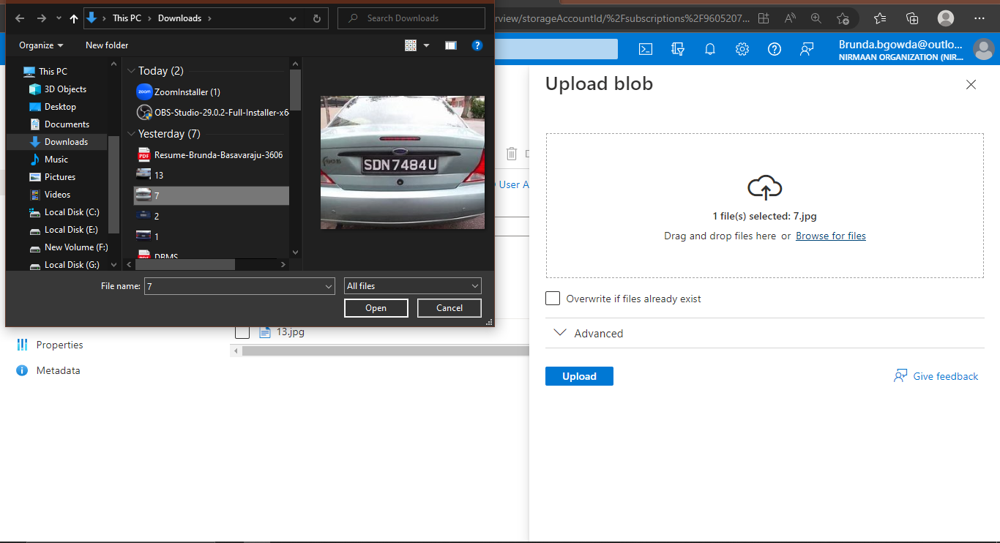 This PC
Downloads
Search Downloads
rview/storageAccountId/%2Fsubscriptions%2F9605207...
Organize
New folder
Brunda.bgowda@outlo...
NIRMAAN ORGANIZATION (NIR...
This PC
3D Objects
Desktop
Documents
Downloads
Music
Pictures
Videos
Local Disk (C:)
Local Disk (E:)
New Volume (F:)
Local Disk (G:)
Today (2)
zoom
ZoomInstaller (1)
OBS-Studio-29.0.2-Full-Installer-x64
Yesterday (7)
PDF
Resume-Brunda-Basavaraju-3606
13
7
2
1
DBMS
SDN 7484U
File name:
7
All files
Open
Cancel
User A
13.jpg
Properties
Metadata
Upload blob
1 file(s) selected: 7.jpg
Drag and drop files here or Browse for files
Overwrite if files already exist
Advanced
Upload
Give feedback